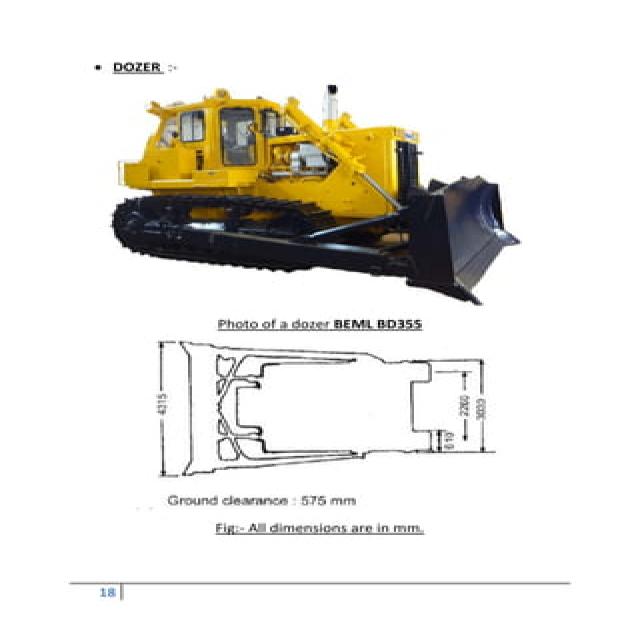 • DOZER :-
Photo of a dozer BEML BD355
4315
2260
3030
610
Ground clearance : 575 mm
Fig:- All dimensions are in mm.
18